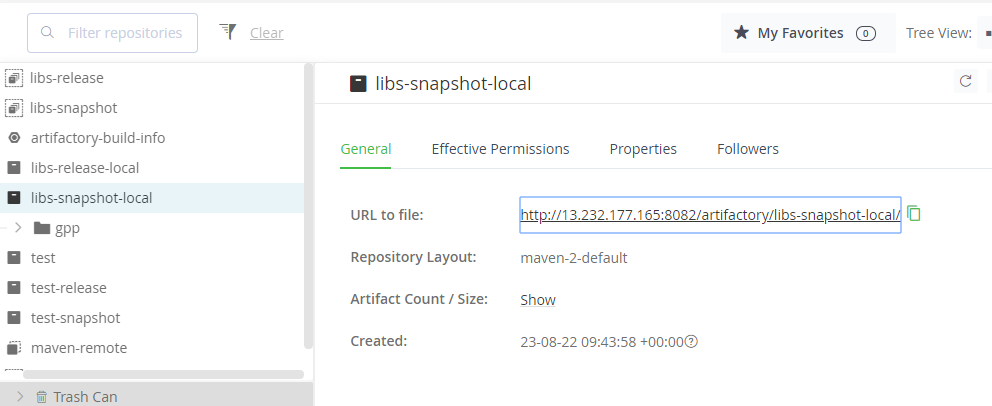 Filter repositories
Clear
My Favorites 0
Tree View:
libs-release
libs-snapshot
artifactory-build-info
libs-release-local
libs-snapshot-local
gpp
test
test-release
test-snapshot
maven-remote
Trash Can
libs-snapshot-local
General Effective Permissions Properties Followers
URL to file: http://13.232.177.165:8082/artifactory/libs-snapshot-local/
Repository Layout: maven-2-default
Artifact Count / Size: Show
Created: 23-08-22 09:43:58 +00:00